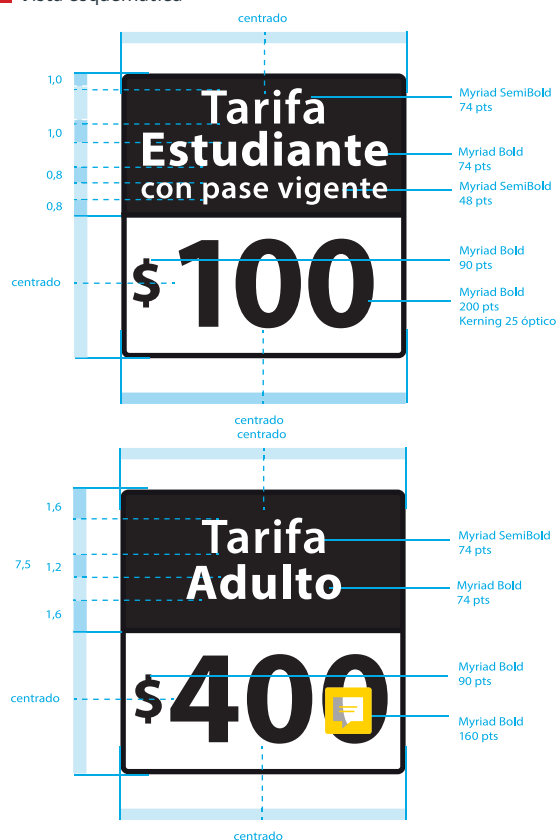 Vista esquemática
centrado
1,0
1,0
0,8
0,8
centrado
Tarifa
Estudiante
con pase vigente
$100
Myriad SemiBold
74 pts
Myriad Bold
74 pts
Myriad SemiBold
48 pts
Myriad Bold
90 pts
Myriad Bold
200 pts
Kerning 25 óptico
centrado
centrado
1,6
7,5 1,2
1,6
centrado
Tarifa
Adulto
$400
Myriad SemiBold
74 pts
Myriad Bold
74 pts
Myriad Bold
90 pts
Myriad Bold
160 pts
centrado